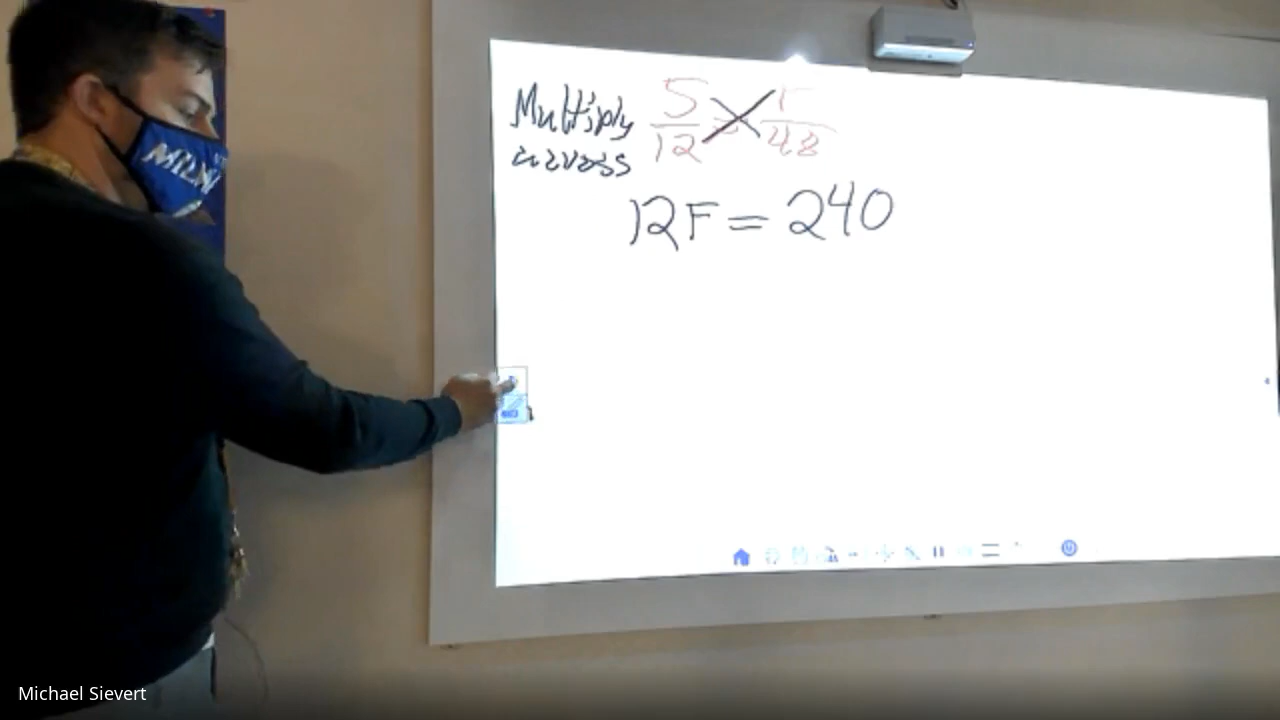 Multiply
across
5/12 = F/48
12F = 240
MILW
Michael Sievert